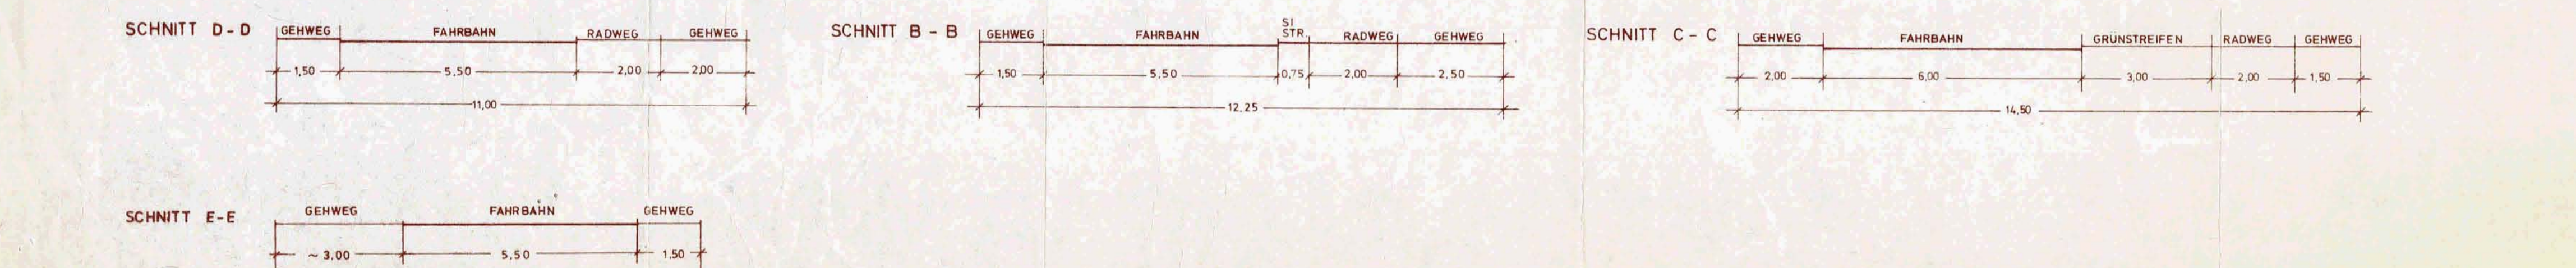 SCHNITT D - D
GEHWEG FAHRBAHN RADWEG GEHWEG
1,50 5,50 2,00 2,00
11,00
SCHNITT B - B
SI
GEHWEG FAHRBAHN STR. RADWEG GEHWEG
1,50 5,50 0,75 2,00 2,50
12,25
SCHNITT C - C
GEHWEG FAHRBAHN GRÜNSTREIFEN RADWEG GEHWEG
2,00 6,00 3,00 2,00 1,50
14,50
SCHNITT E-E
GEHWEG FAHRBAHN GEHWEG
~ 3,00 5,50 1,50